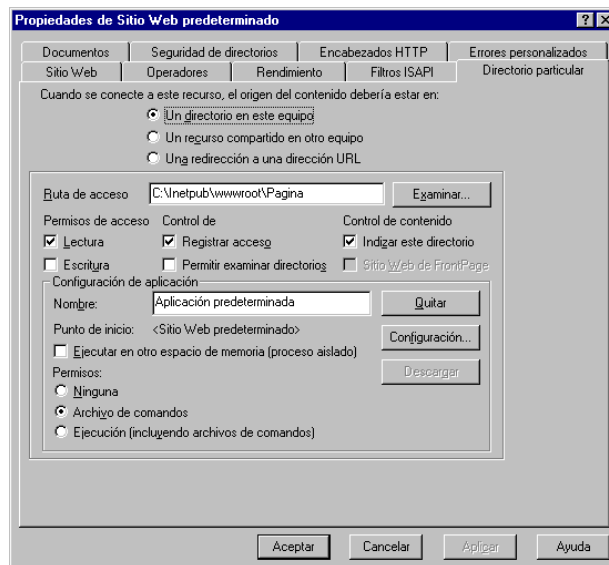 Propiedades de Sitio Web predeterminado
Documentos Seguridad de directorios Encabezados HTTP Errores personalizados
Sitio Web Operadores Rendimiento Filtros ISAPI Directorio particular
Cuando se conecte a este recurso, el origen del contenido debería estar en:
Un directorio en este equipo
Un recurso compartido en otro equipo
Una redirección a una dirección URL
Ruta de acceso C:\Inetpub\wwwroot\Pagina Examinar...
Permisos de acceso Control de Control de contenido
Lectura Registrar acceso Indizar este directorio
Escritura Permitir examinar directorios Sitio Web de FrontPage
Configuración de aplicación
Nombre: Aplicación predeterminada Quitar
Punto de inicio: <Sitio Web predeterminado> Configuración...
Ejecutar en otro espacio de memoria (proceso aislado)
Permisos: Descargar
Ninguna
Archivo de comandos
Ejecución (incluyendo archivos de comandos)
Aceptar Cancelar Aplicar Ayuda